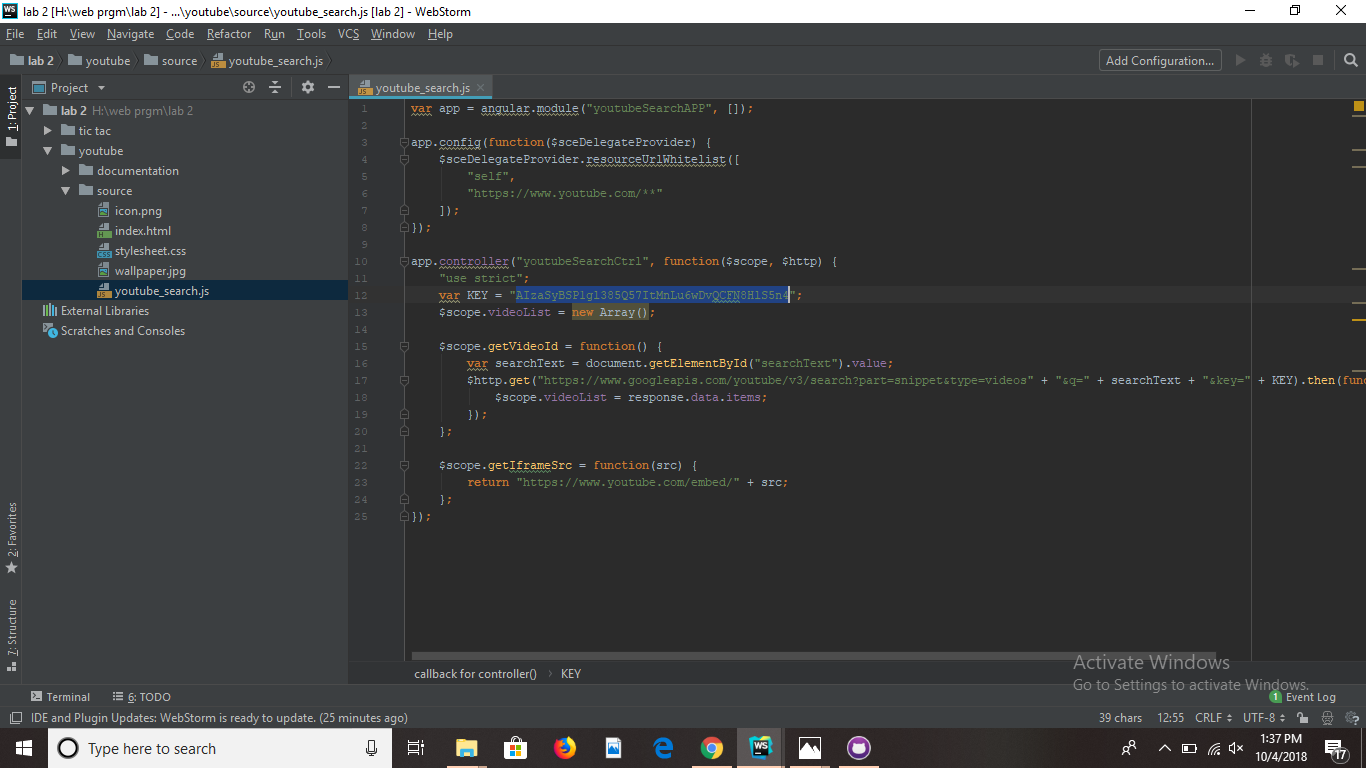 lab 2 [H:\web prgm\lab 2] - ...\youtube\source\youtube_search.js [lab 2] - WebStorm
File Edit View Navigate Code Refactor Run Tools VCS Window Help
lab 2 youtube source youtube_search.js Add Configuration...
1: Project
Project
lab 2 H:\web prgm\lab 2
tic tac
youtube
documentation
source
icon.png
index.html
stylesheet.css
wallpaper.jpg
youtube_search.js
External Libraries
Scratches and Consoles
2: Favorites
7: Structure
youtube_search.js
1 var app = angular.module("youtubeSearchAPP", []);
2
3 app.config(function($sceDelegateProvider) {
4 $sceDelegateProvider.resourceUrlWhitelist([
5 "self",
6 "https://www.youtube.com/**"
7 ]);
8 });
9
10 app.controller("youtubeSearchCtrl", function($scope, $http) {
11 "use strict";
12 var KEY = "";
13 $scope.videoList = new Array();
14
15 $scope.getVideoId = function() {
16 var searchText = document.getElementById("searchText").value;
17 $http.get("https://www.googleapis.com/youtube/v3/search?part=snippet&type=videos" + "&q=" + searchText + "&key=" + KEY).then(func
18 $scope.videoList = response.data.items;
19 });
20 };
21
22 $scope.getIframeSrc = function(src) {
23 return "https://www.youtube.com/embed/" + src;
24 };
25 });
callback for controller() KEY
Activate Windows
Go to Settings to activate Windows.
Terminal 6: TODO 1 Event Log
IDE and Plugin Updates: WebStorm is ready to update. (25 minutes ago) 39 chars 12:55 CRLF UTF-8
Type here to search
WS
1:37 PM
10/4/2018
17